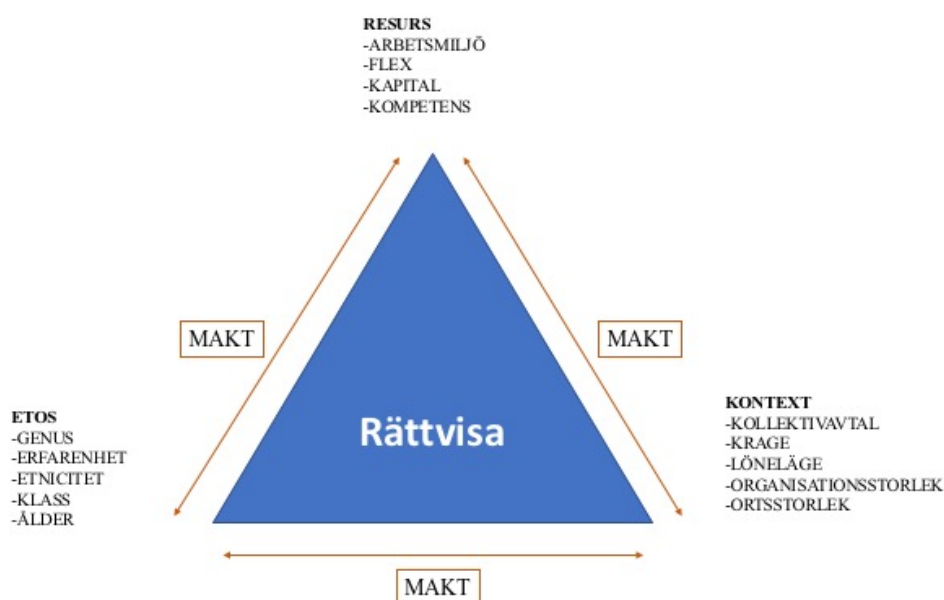 RESURS
-ARBETSMILJÖ
-FLEX
-KAPITAL
-KOMPETENS
MAKT
MAKT
ETOS
-GENUS
-ERFARENHET
-ETNICITET
-KLASS
-ÅLDER
Rättvisa
KONTEXT
-KOLLEKTIVAVTAL
-KRAGE
-LÖNELÄGE
-ORGANISATIONSSTORLEK
-ORTSSTORLEK
MAKT